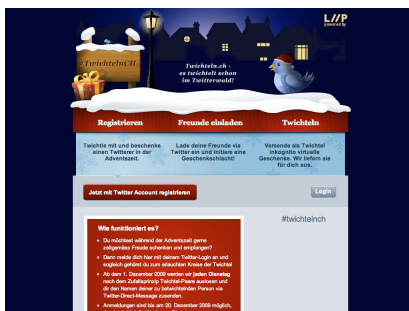 LIIP
powered by
#TwichtelnCH
Twichteln.ch -
es twichtelt schon
im Twitterwald!
Registrieren
Freunde einladen
Twichteln
Twichtle mit und beschenke
einen Twitterer in der
Adventszeit.
Lade deine Freunde via
Twitter ein und initiere eine
Geschenkschlacht!
Versende als Twichtel
inkognito virtuelle
Geschenke. Wir liefern sie
für dich aus.
Jetzt mit Twitter Account registrieren
Login
#twichtelnch
Wie funktioniert es?
Du möchtest während der Adventszeit gerne
zeitgemäss Freude schenken und empfangen?
Dann melde dich hier mit deinem Twitter-Login an und
sogleich gehörst du zum erlauchten Kreise der Twichtel
Ab dem 1. Dezember 2009 werden wir jeden Dienstag
nach dem Zufallsprinzip Twichtel-Paare auslosen und
dir den Namen deiner zu betwichtelnden Person via
Twitter-Direct-Message zusenden.
Anmeldungen sind bis am 20. Dezember 2009 möglich,